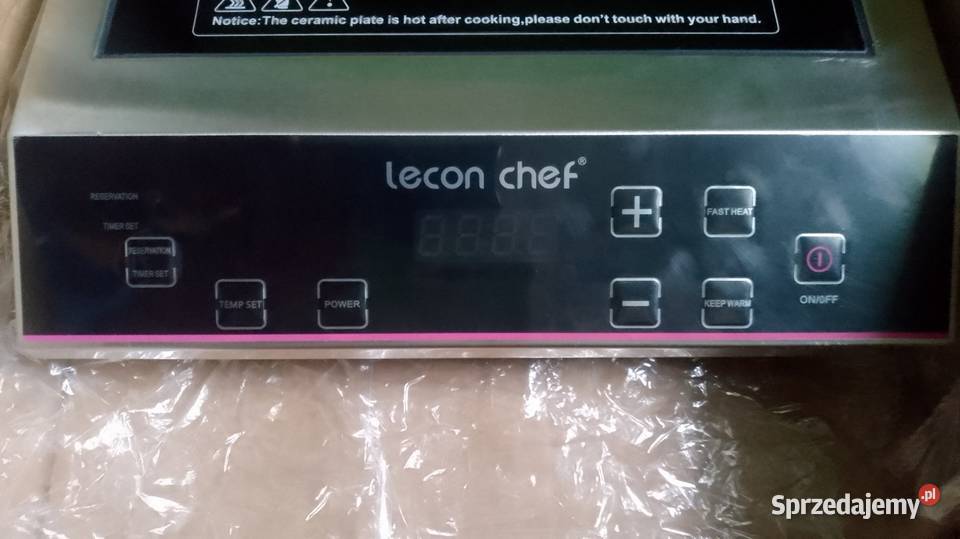 Notice:The ceramic plate is hot after cooking,please don't touch with your hand.
lecon chef®
RESERVATION
TIMER SET
RESERVATION
TIMER SET
TEMP SET
POWER
+
−
FAST HEAT
KEEP WARM
ON/OFF
Sprzedajemy.pl